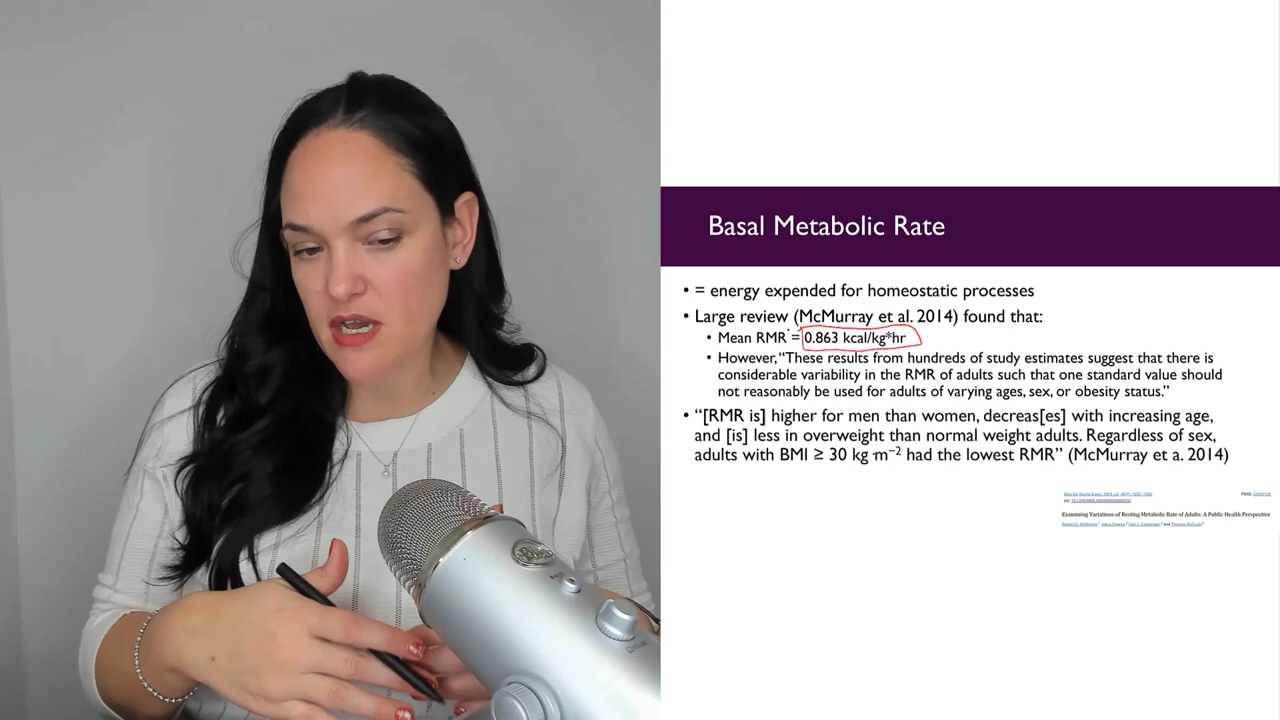 Basal Metabolic Rate
• = energy expended for homeostatic processes
• Large review (McMurray et al. 2014) found that:
• Mean RMR = 0.863 kcal/kg*hr
• However, “These results from hundreds of study estimates suggest that there is
considerable variability in the RMR of adults such that one standard value should
not reasonably be used for adults of varying ages, sex, or obesity status.”
• “[RMR is] higher for men than women, decreas[es] with increasing age,
and [is] less in overweight than normal weight adults. Regardless of sex,
adults with BMI ≥ 30 kg·m⁻² had the lowest RMR” (McMurray et a. 2014)
Examining Variations of Resting Metabolic Rate of Adults: A Public Health Perspective